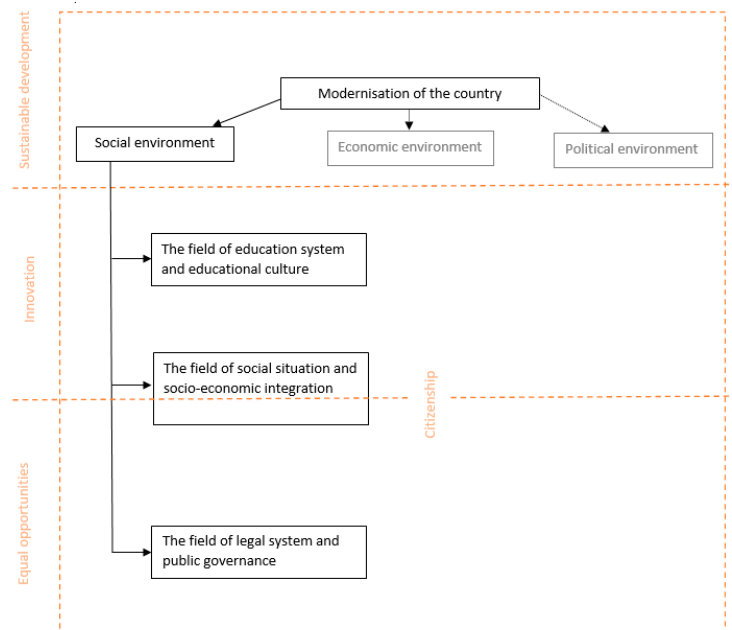 Sustainable development
Modernisation of the country
Social environment
Economic environment
Political environment
Innovation
The field of education system
and educational culture
The field of social situation and
socio-economic integration
Citizenship
Equal opportunities
The field of legal system and
public governance